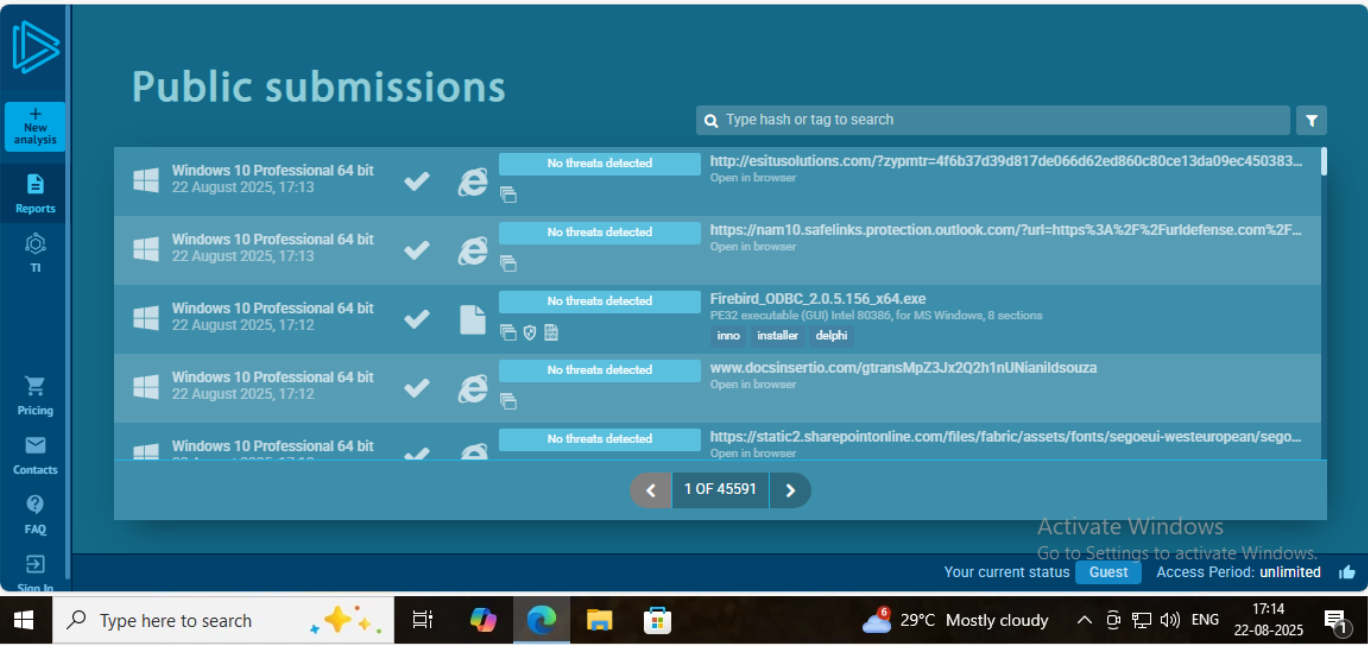 Public submissions
+
New
analysis
Reports
TI
Pricing
Contacts
FAQ
Sign In
Type hash or tag to search
Windows 10 Professional 64 bit
22 August 2025, 17:13
No threats detected
http://esitusolutions.com/?zypmtr=4f6b37d39d817de066d62ed860c80ce13da09ec450383...
Open in browser
Windows 10 Professional 64 bit
22 August 2025, 17:13
No threats detected
https://nam10.safelinks.protection.outlook.com/?url=https%3A%2F%2Furldefense.com%2F...
Open in browser
Windows 10 Professional 64 bit
22 August 2025, 17:12
No threats detected
Firebird_ODBC_2.0.5.156_x64.exe
PE32 executable (GUI) Intel 80386, for MS Windows, 8 sections
inno installer delphi
Windows 10 Professional 64 bit
22 August 2025, 17:12
No threats detected
www.docsinsertio.com/gtransMpZ3Jx2Q2h1nUNianildsouza
Open in browser
Windows 10 Professional 64 bit
No threats detected
https://static2.sharepointonline.com/files/fabric/assets/fonts/segoeui-westeuropean/sego...
Open in browser
1 OF 45591
Activate Windows
Go to Settings to activate Windows.
Your current status Guest Access Period: unlimited
Type here to search
6
29°C Mostly cloudy
ENG
17:14
22-08-2025
1